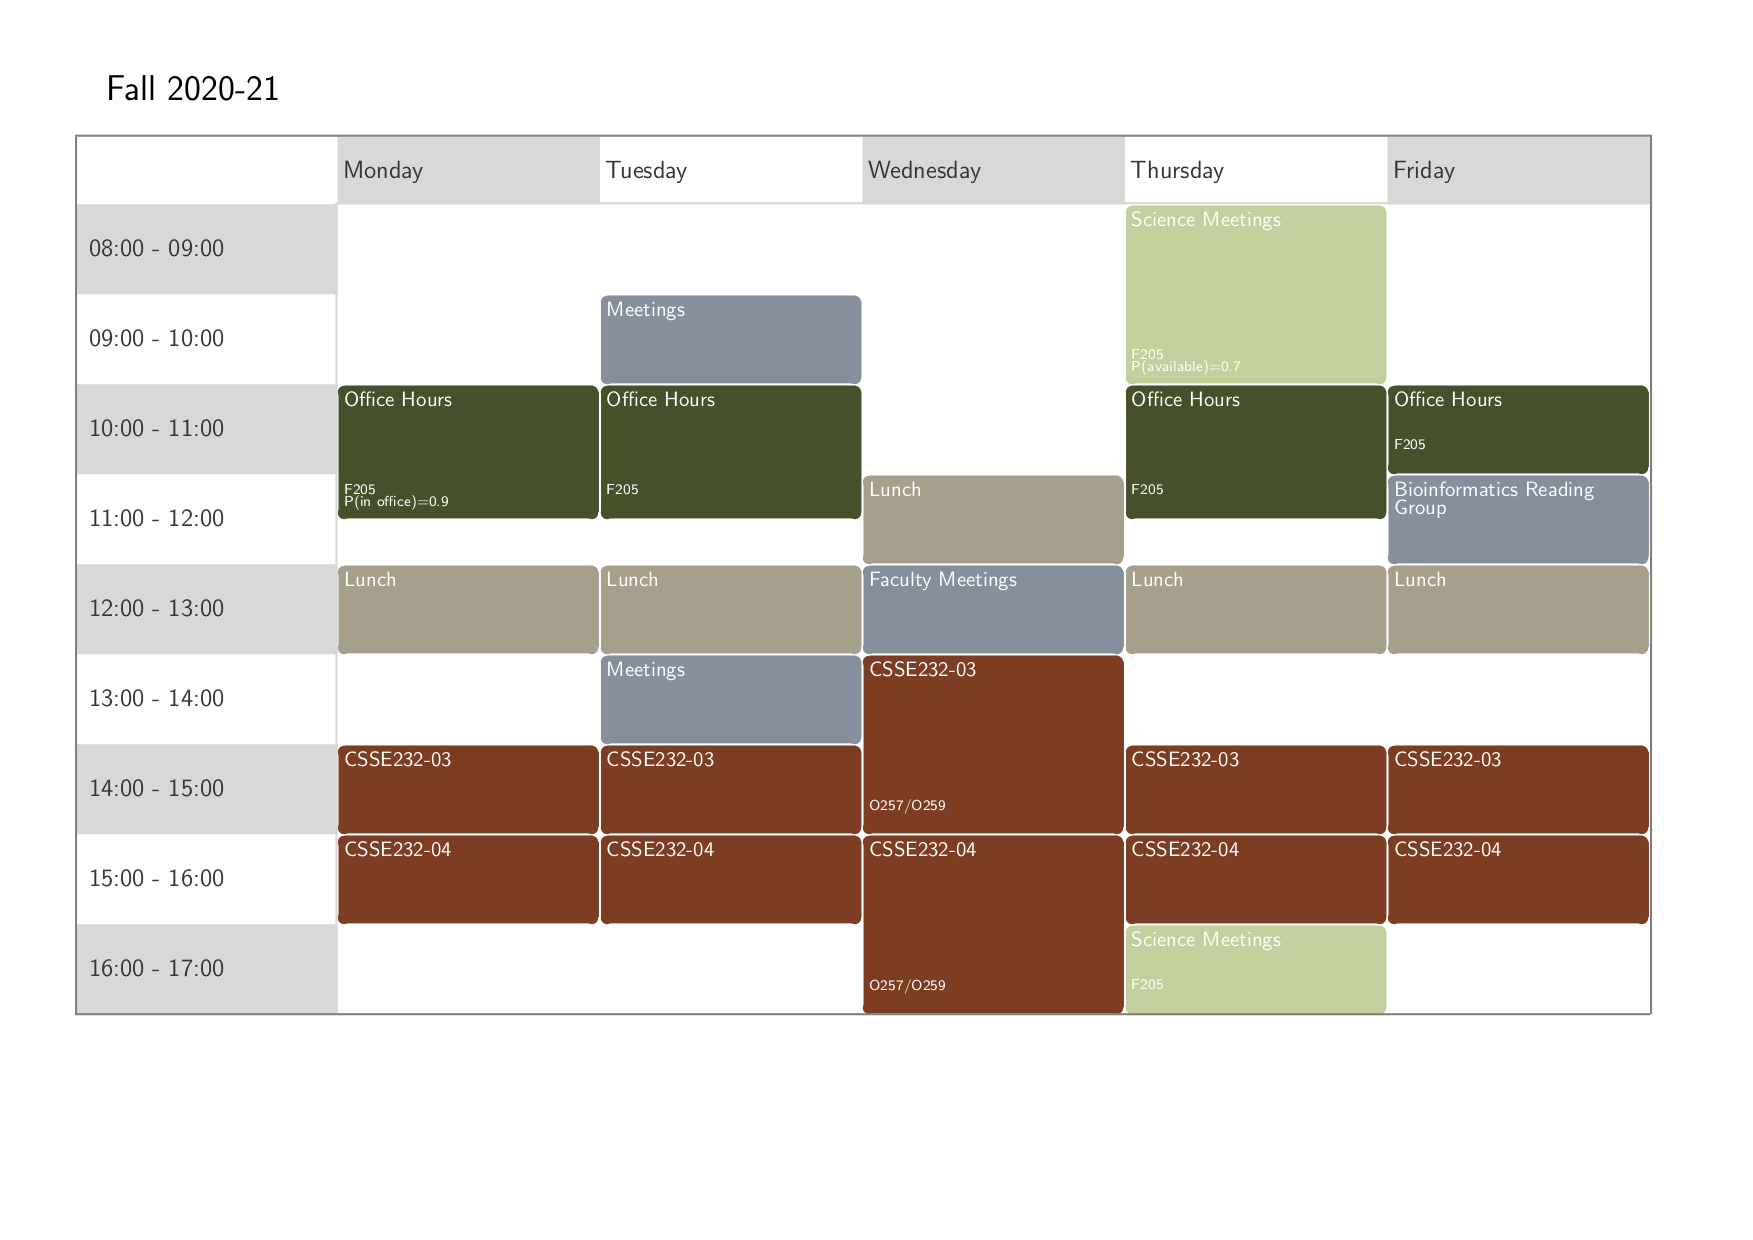 Fall 2020-21
Monday Tuesday Wednesday Thursday Friday
08:00 - 09:00
Science Meetings
09:00 - 10:00
Meetings
F205
P(available)=0.7
10:00 - 11:00
Office Hours Office Hours Office Hours Office Hours
F205
11:00 - 12:00
F205
P(in office)=0.9
F205
Lunch
F205
Bioinformatics Reading
Group
12:00 - 13:00
Lunch Lunch Faculty Meetings Lunch Lunch
13:00 - 14:00
Meetings CSSE232-03
14:00 - 15:00
CSSE232-03 CSSE232-03 CSSE232-03 CSSE232-03
O257/O259
15:00 - 16:00
CSSE232-04 CSSE232-04 CSSE232-04 CSSE232-04 CSSE232-04
16:00 - 17:00
Science Meetings
O257/O259 F205